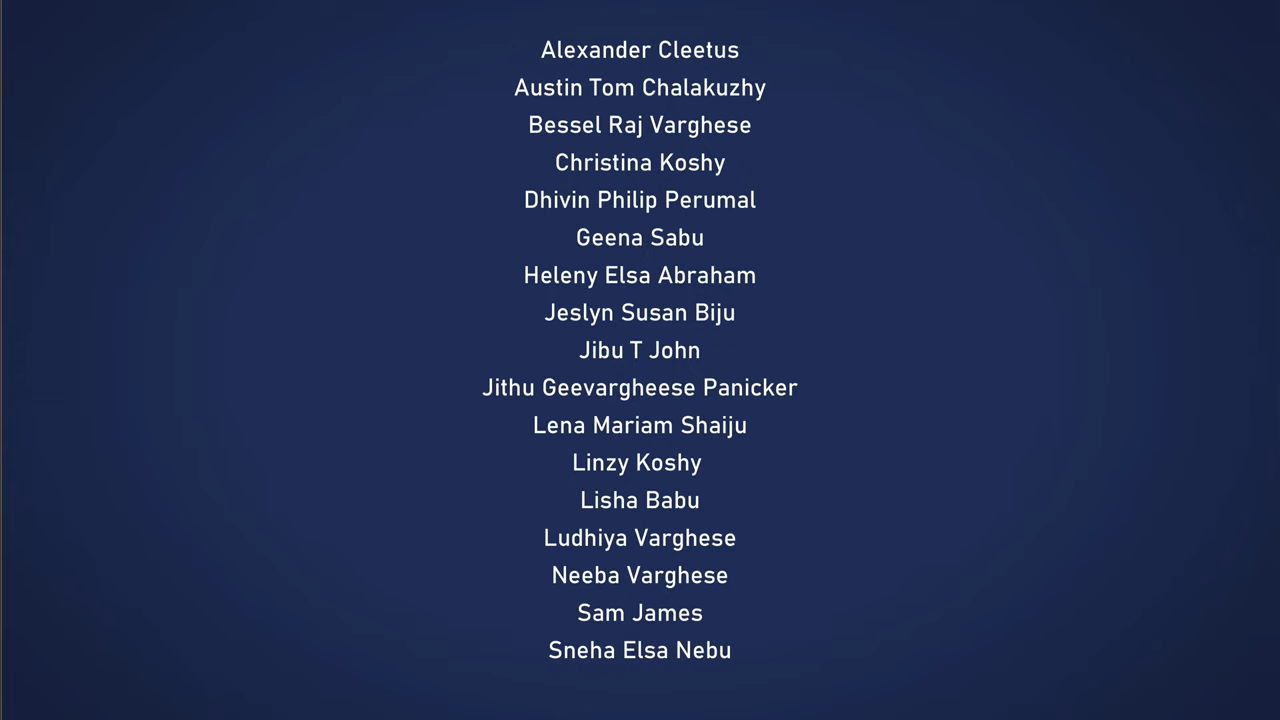 Alexander Cleetus
Austin Tom Chalakuzhy
Bessel Raj Varghese
Christina Koshy
Dhivin Philip Perumal
Geena Sabu
Heleny Elsa Abraham
Jeslyn Susan Biju
Jibu T John
Jithu Geevargheese Panicker
Lena Mariam Shaiju
Linzy Koshy
Lisha Babu
Ludhiya Varghese
Neeba Varghese
Sam James
Sneha Elsa Nebu